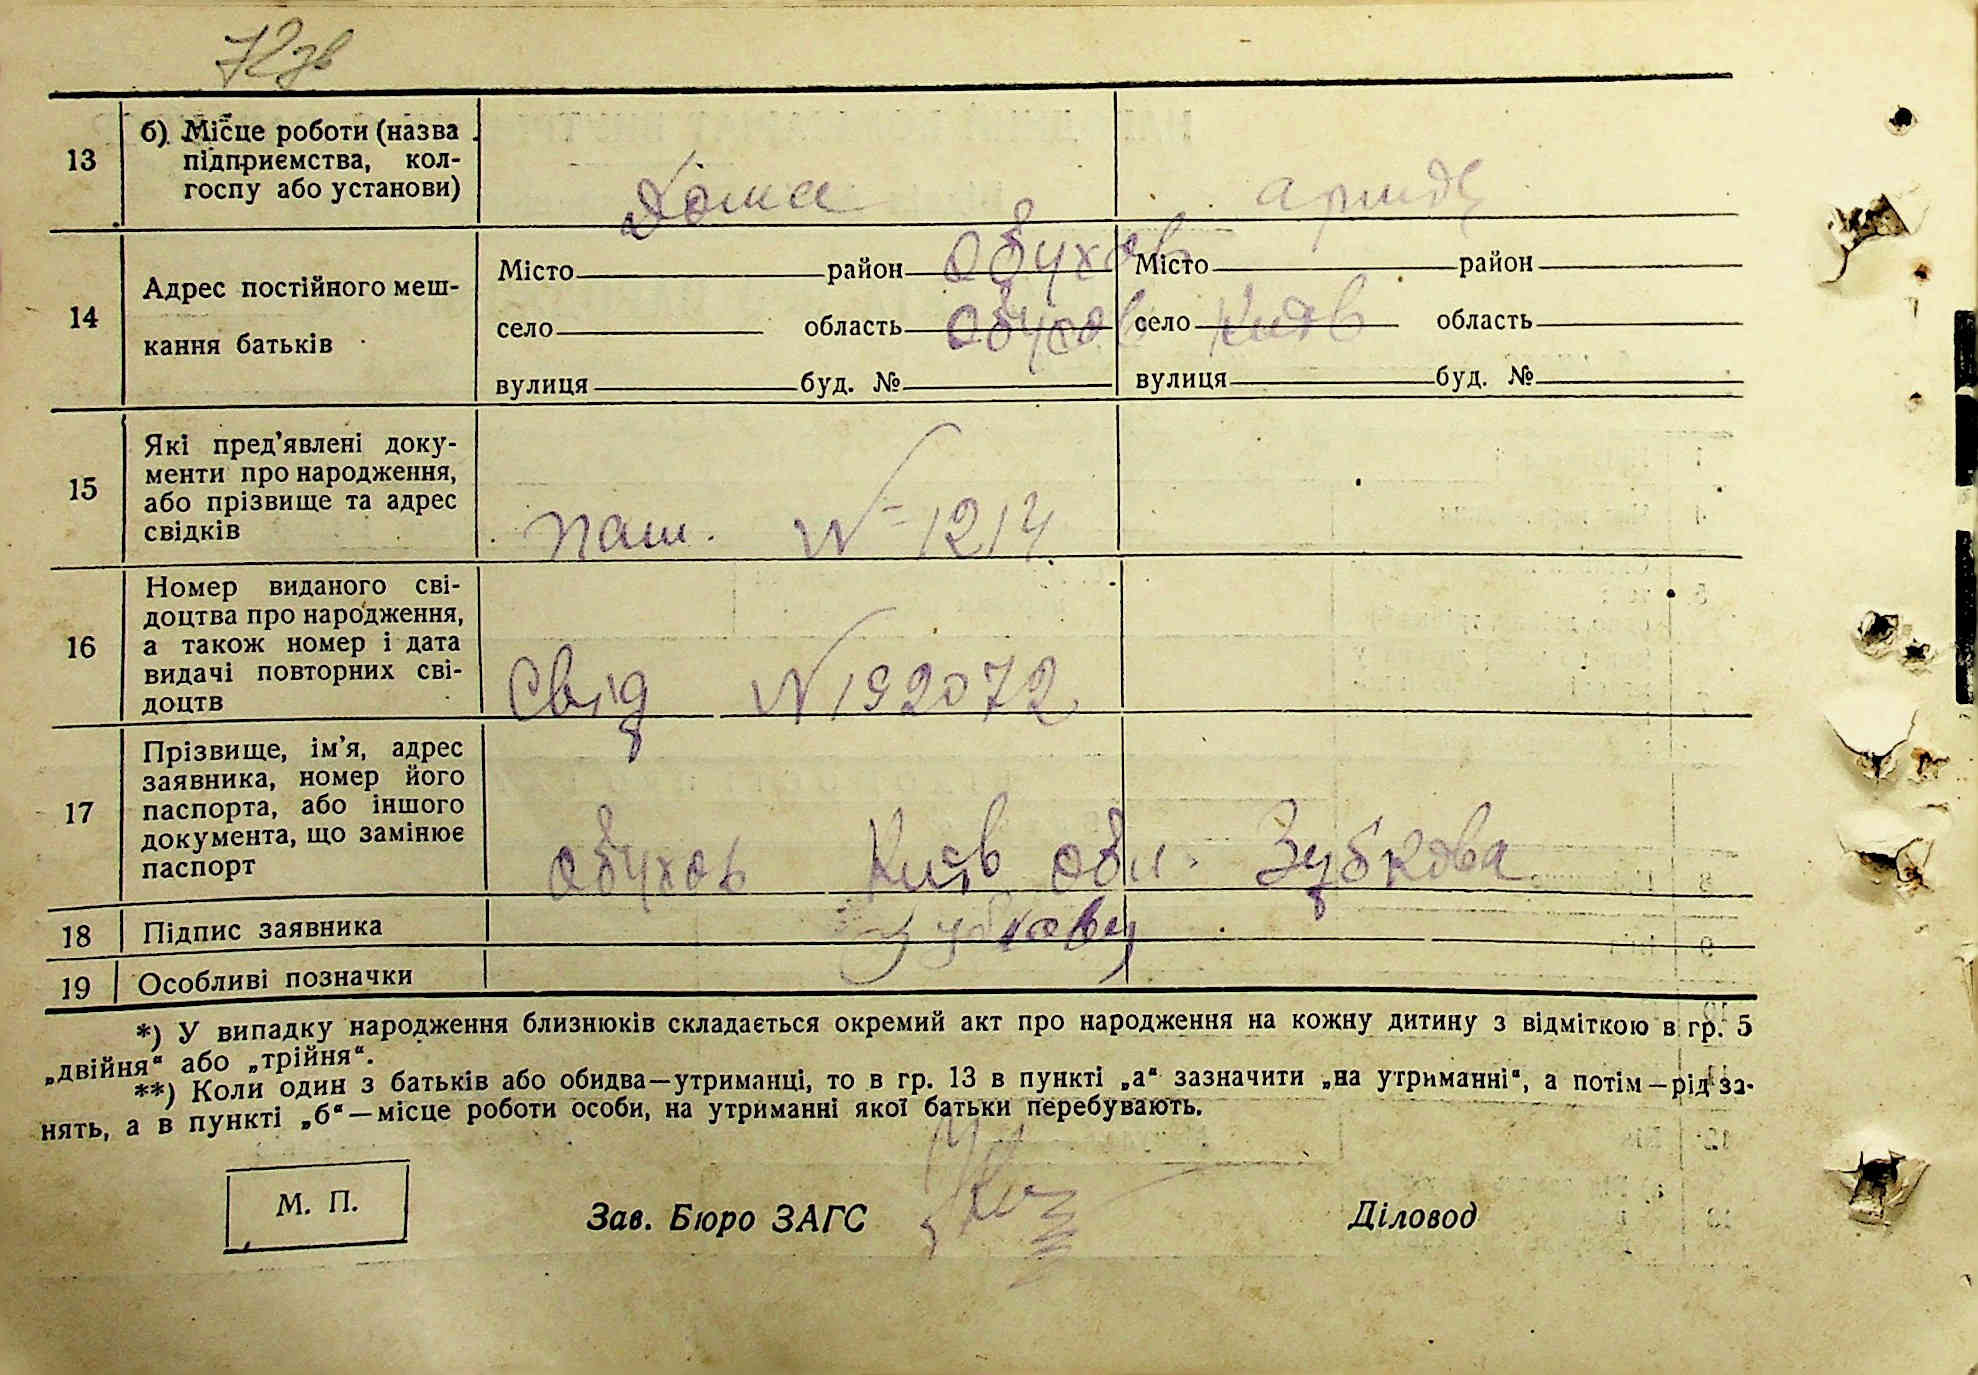 72 зв
13 б) Місце роботи (назва
підприємства, кол-
госпу або установи)
Дома
14 Адрес постійного меш-
кання батьків
Місто район Обухов Місто район
село область Обухов село Київ область
вулиця буд. № вулиця буд. №
15 Які пред’явлені доку-
менти про народження,
або прізвище та адрес
свідків
паш. № 1214
16 Номер виданого сві-
доцтва про народження,
а також номер і дата
видачі повторних сві-
доцтв
Свід N 192072
17 Прізвище, ім’я, адрес
заявника, номер його
паспорта, або іншого
документа, що замінює
паспорт
Обухов Київ обл. Зубкова
18 Підпис заявника
19 Особливі позначки
*) У випадку народження близнюків складається окремий акт про народження на кожну дитину з відміткою в гр. 5
„двійня“ або „трійня“.
**) Коли один з батьків або обидва—утриманці, то в гр. 13 в пункті „а“ зазначити „на утриманні“, а потім—рід за-
нять, а в пункті „б“—місце роботи особи, на утриманні якої батьки перебувають.
М. П.
Зав. Бюро ЗАГС Діловод